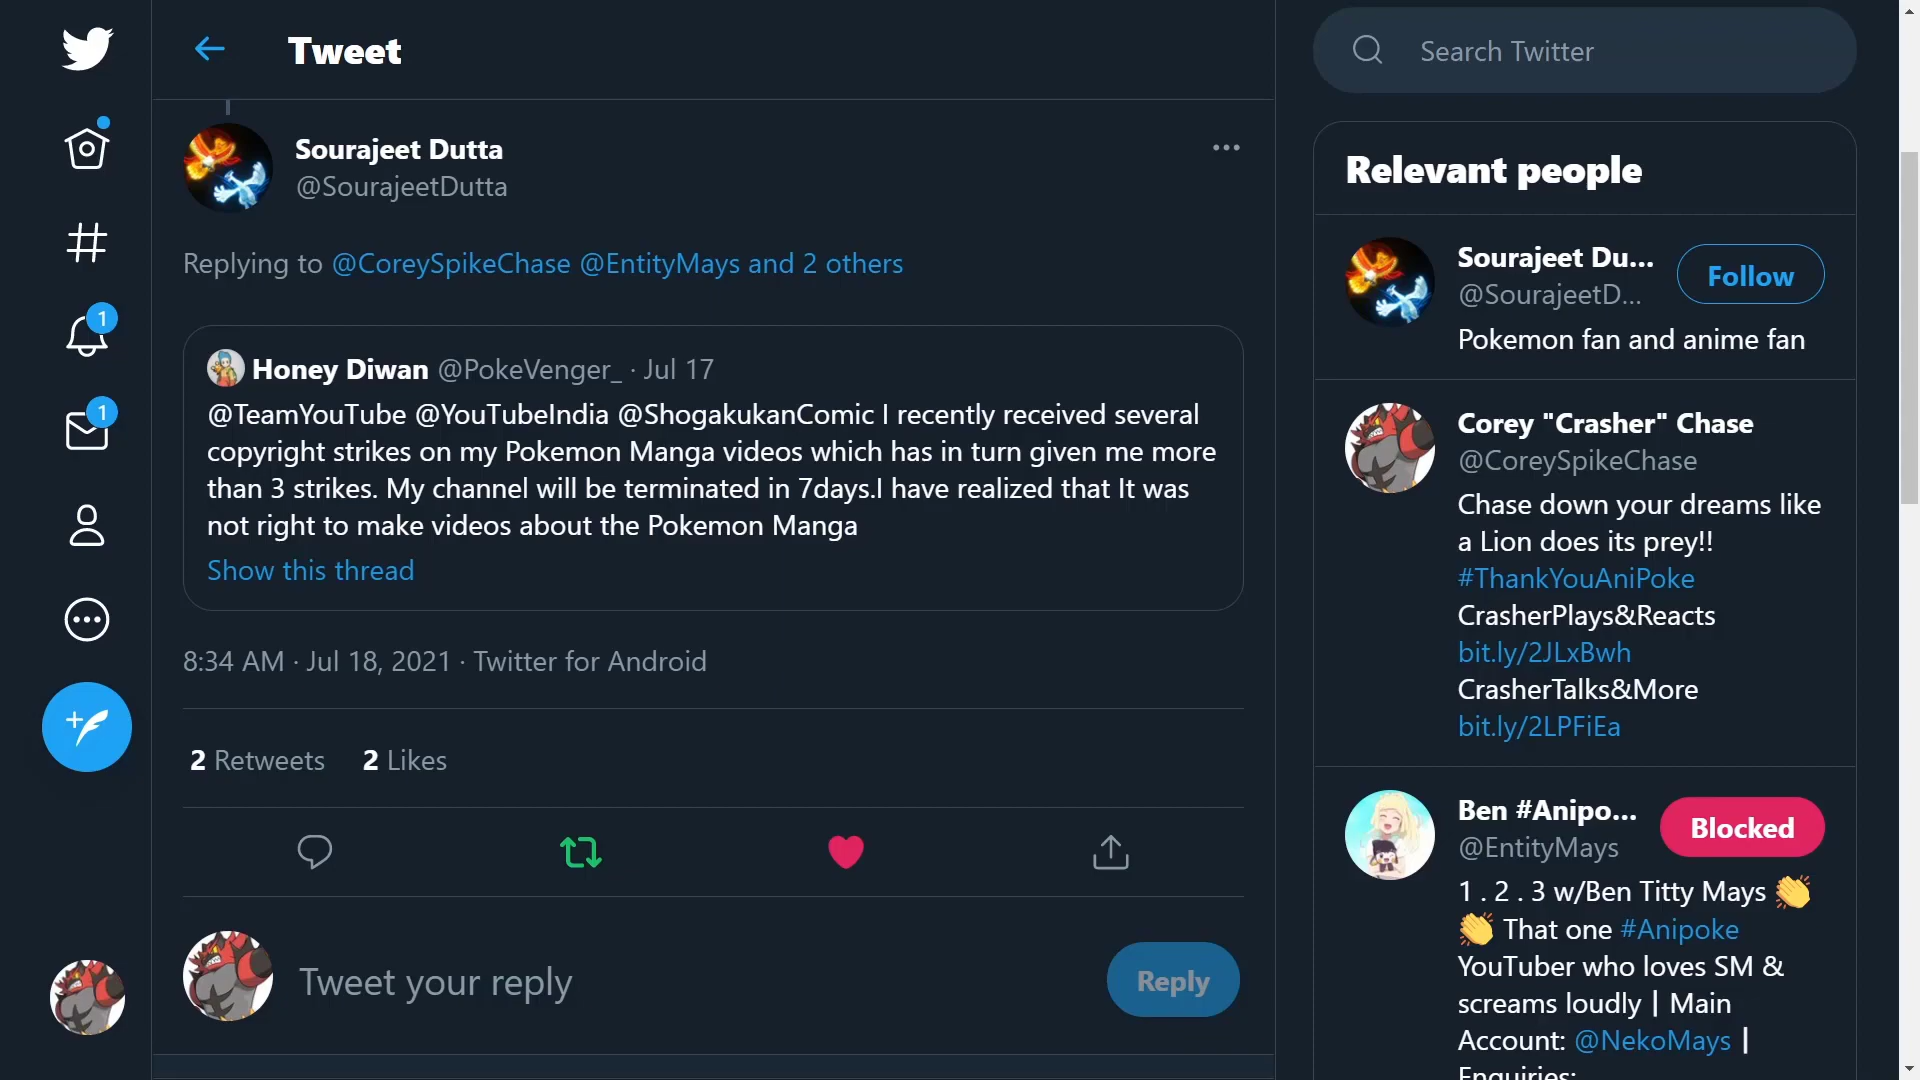 Tweet
Sourajeet Dutta
@SourajeetDutta
Replying to @CoreySpikeChase @EntityMays and 2 others
Honey Diwan @PokeVenger_ · Jul 17
@TeamYouTube @YouTubeIndia @ShogakukanComic I recently received several
copyright strikes on my Pokemon Manga videos which has in turn given me more
than 3 strikes. My channel will be terminated in 7days.I have realized that It was
not right to make videos about the Pokemon Manga
Show this thread
8:34 AM · Jul 18, 2021 · Twitter for Android
2 Retweets 2 Likes
Tweet your reply
Reply
1
1
Search Twitter
Relevant people
Sourajeet Du...
@SourajeetD...
Follow
Pokemon fan and anime fan
Corey "Crasher" Chase
@CoreySpikeChase
Chase down your dreams like
a Lion does its prey!!
#ThankYouAniPoke
CrasherPlays&Reacts
bit.ly/2JLxBwh
CrasherTalks&More
bit.ly/2LPFiEa
Ben #Anipo...
@EntityMays
Blocked
1 . 2 . 3 w/Ben Titty Mays 👏
👏 That one #Anipoke
YouTuber who loves SM &
screams loudly | Main
Account: @NekoMays |
Enquiries: